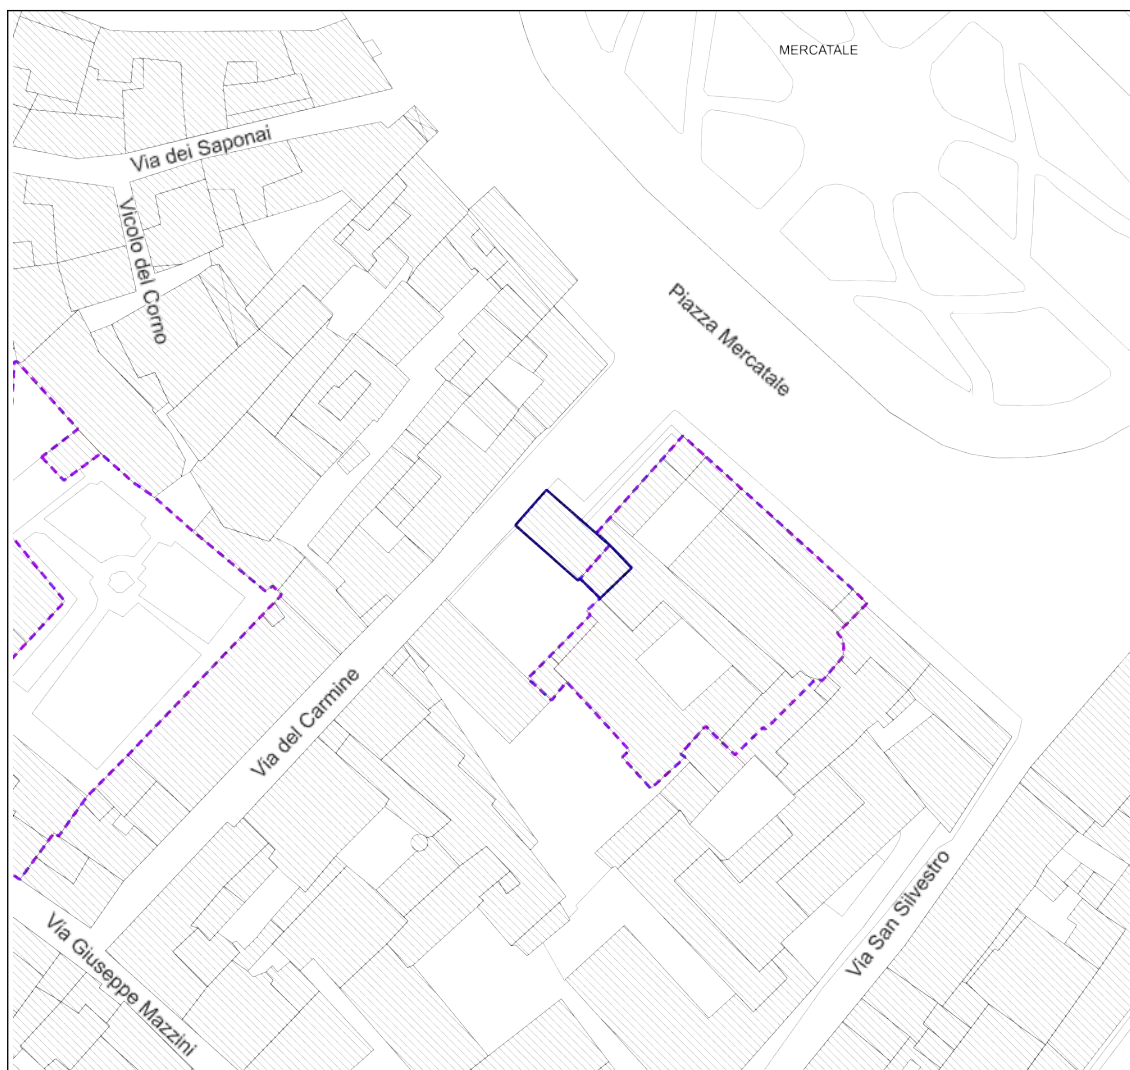 MERCATALE
Via dei Saponai
Vicolo del Corno
Piazza Mercatale
Via del Carmine
Via San Silvestro
Via Giuseppe Mazzini